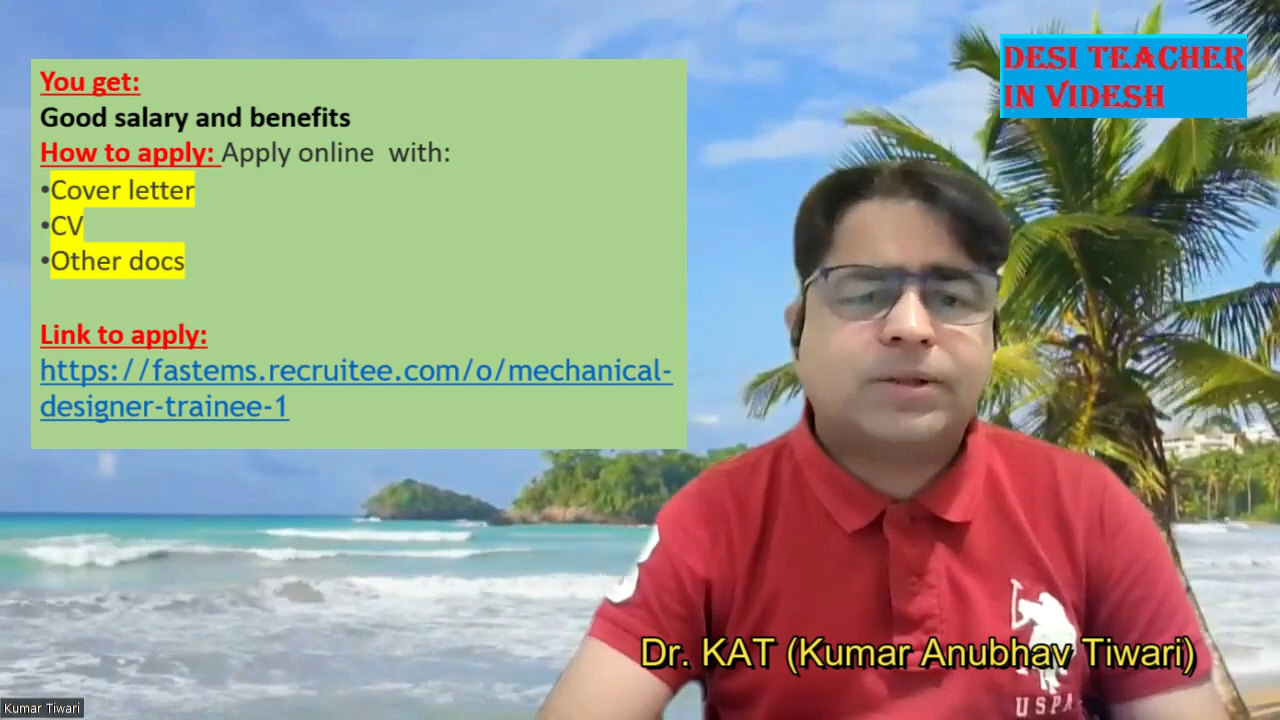 You get:
Good salary and benefits
How to apply: Apply online with:
•Cover letter
•CV
•Other docs
Link to apply:
https://fastems.recruitee.com/o/mechanical-
designer-trainee-1
DESI TEACHER
IN VIDESH
Dr. KAT (Kumar Anubhav Tiwari)
USPA
Kumar Tiwari